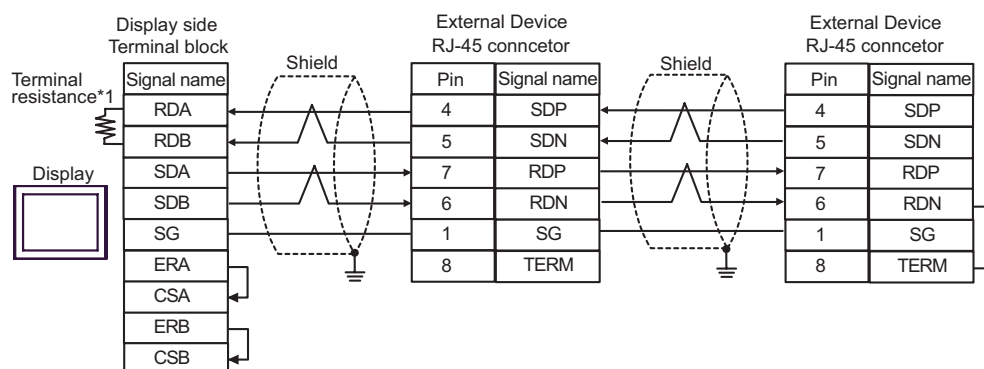 Display side
Terminal block
External Device
RJ-45 conncetor
External Device
RJ-45 conncetor
Terminal
resistance*1
Display
Shield
Shield
Signal name
RDA
RDB
SDA
SDB
SG
ERA
CSA
ERB
CSB
Pin Signal name
4 SDP
5 SDN
7 RDP
6 RDN
1 SG
8 TERM
Pin Signal name
4 SDP
5 SDN
7 RDP
6 RDN
1 SG
8 TERM